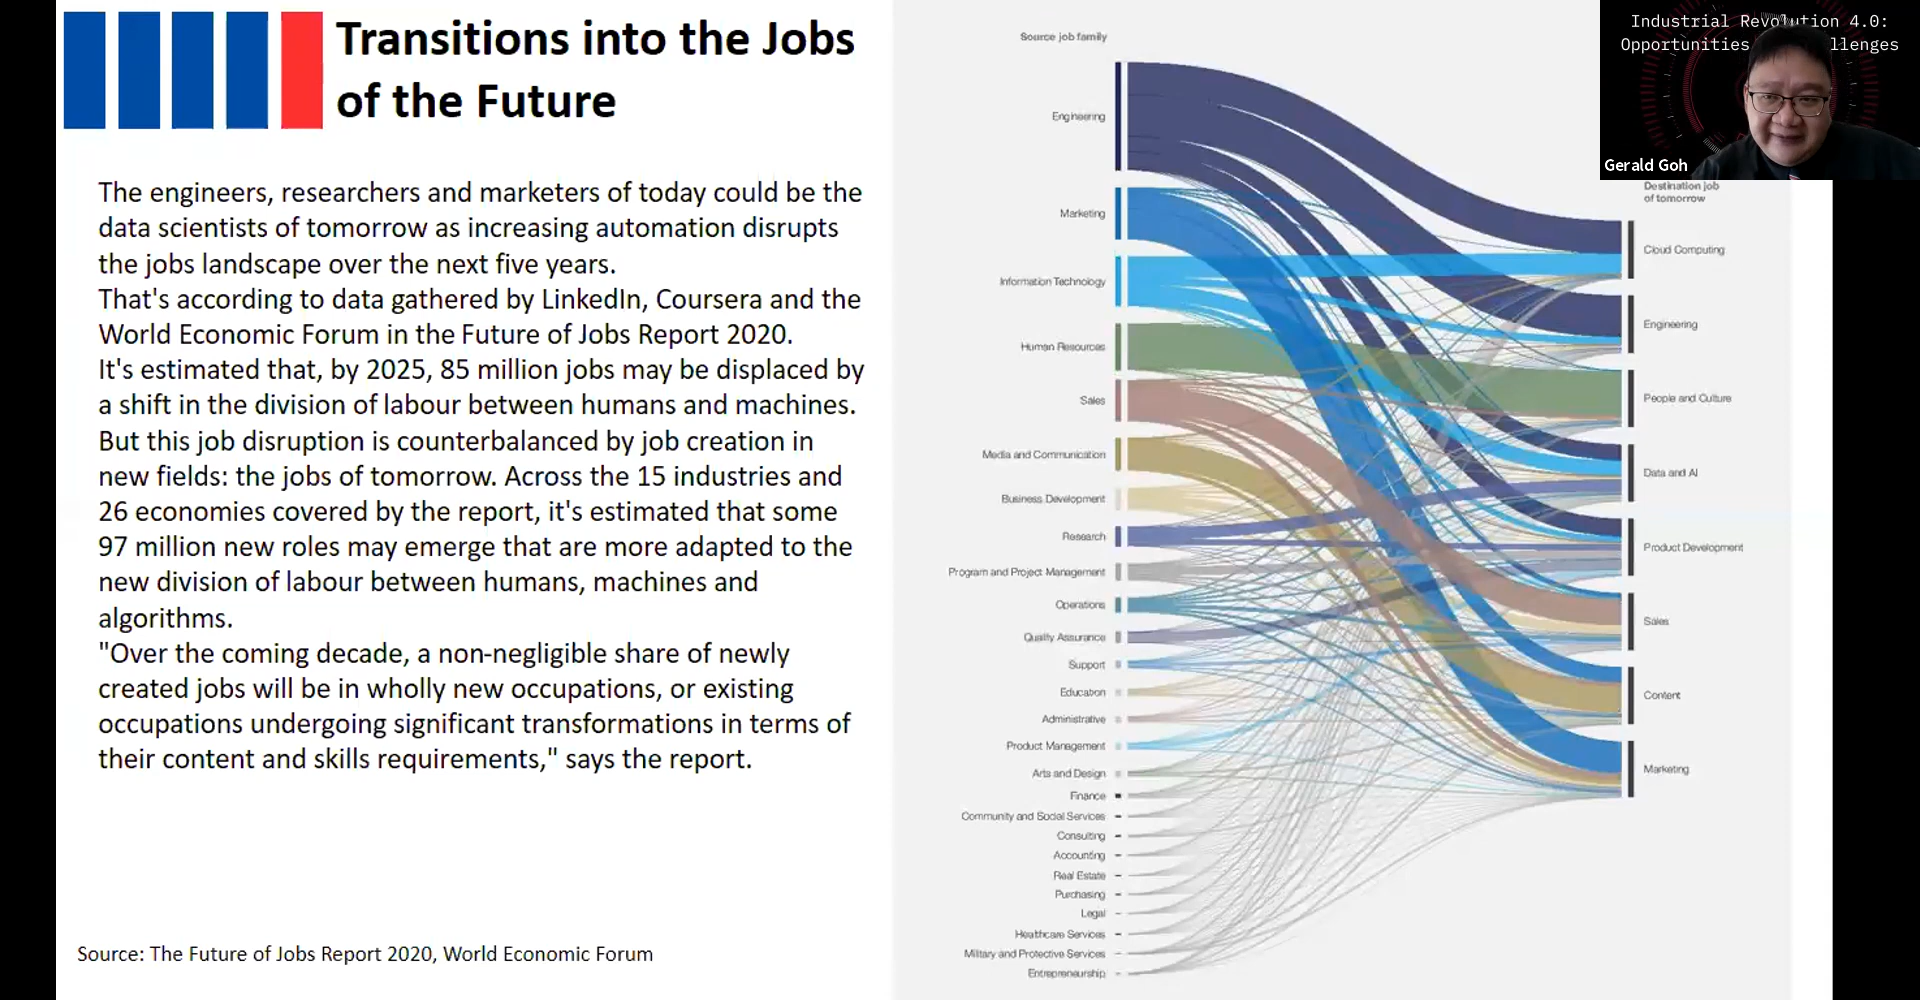 Transitions into the Jobs
of the Future
The engineers, researchers and marketers of today could be the
data scientists of tomorrow as increasing automation disrupts
the jobs landscape over the next five years.
That's according to data gathered by LinkedIn, Coursera and the
World Economic Forum in the Future of Jobs Report 2020.
It's estimated that, by 2025, 85 million jobs may be displaced by
a shift in the division of labour between humans and machines.
But this job disruption is counterbalanced by job creation in
new fields: the jobs of tomorrow. Across the 15 industries and
26 economies covered by the report, it's estimated that some
97 million new roles may emerge that are more adapted to the
new division of labour between humans, machines and
algorithms.
"Over the coming decade, a non-negligible share of newly
created jobs will be in wholly new occupations, or existing
occupations undergoing significant transformations in terms of
their content and skills requirements," says the report.
Source: The Future of Jobs Report 2020, World Economic Forum
Source job family
Engineering
Marketing
Information Technology
Human Resources
Sales
Media and Communication
Business Development
Research
Program and Project Management
Operations
Quality Assurance
Support
Education
Administrative
Product Management
Arts and Design
Finance
Community and Social Services
Consulting
Accounting
Real Estate
Purchasing
Legal
Healthcare Services
Military and Protective Services
Entrepreneurship
Destination job
of tomorrow
Cloud Computing
Engineering
People and Culture
Data and AI
Product Development
Sales
Content
Marketing
Industrial Revolution 4.0:
Opportunities
Gerald Goh